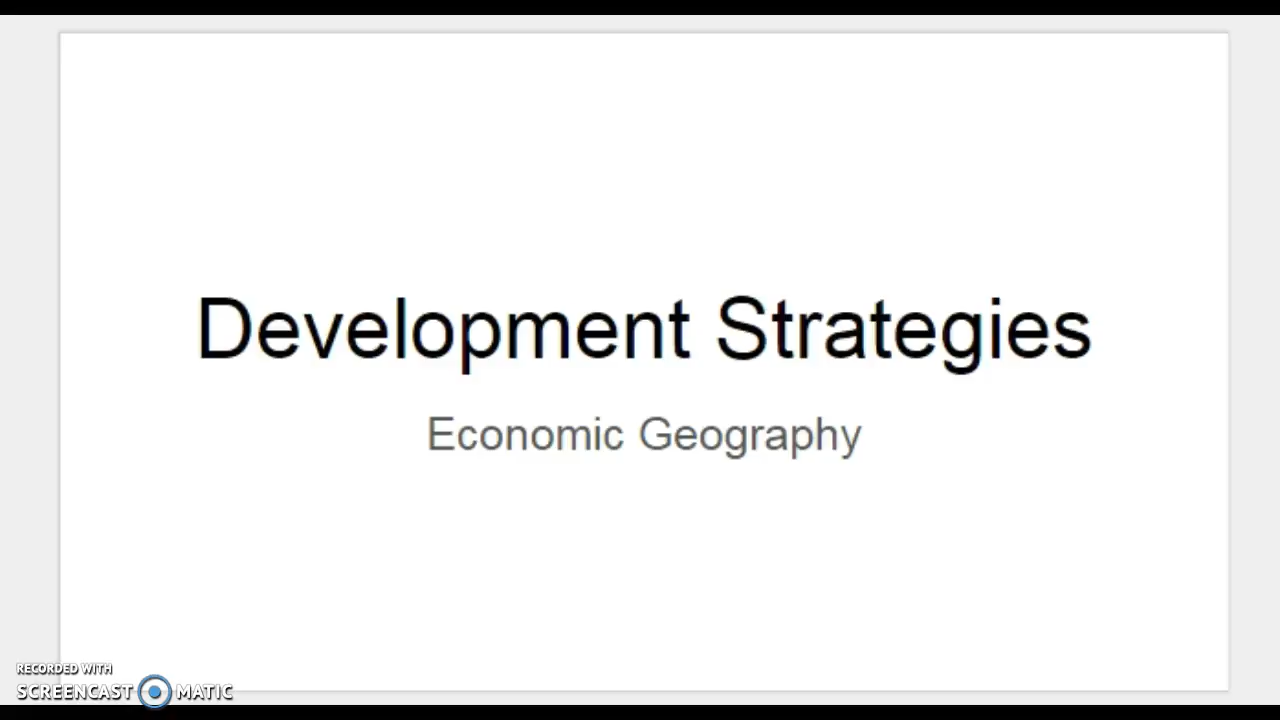 Development Strategies
Economic Geography
RECORDED WITH
SCREENCAST MATIC